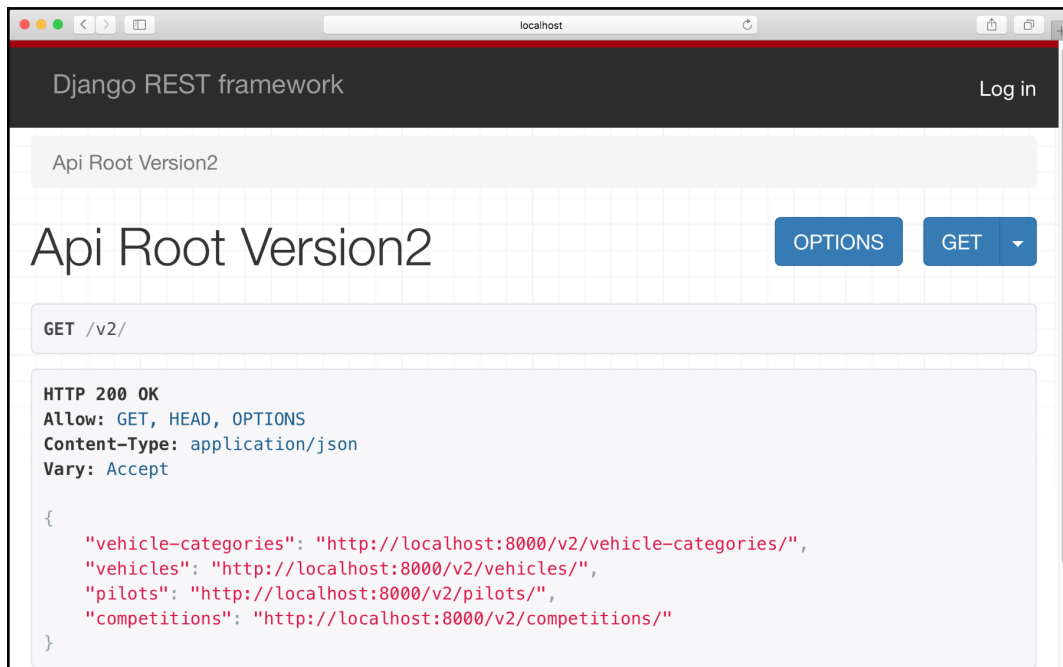 localhost
Django REST framework
Log in
Api Root Version2
Api Root Version2
OPTIONS
GET
GET /v2/
HTTP 200 OK
Allow: GET, HEAD, OPTIONS
Content-Type: application/json
Vary: Accept
{
    "vehicle-categories": "http://localhost:8000/v2/vehicle-categories/",
    "vehicles": "http://localhost:8000/v2/vehicles/",
    "pilots": "http://localhost:8000/v2/pilots/",
    "competitions": "http://localhost:8000/v2/competitions/"
}